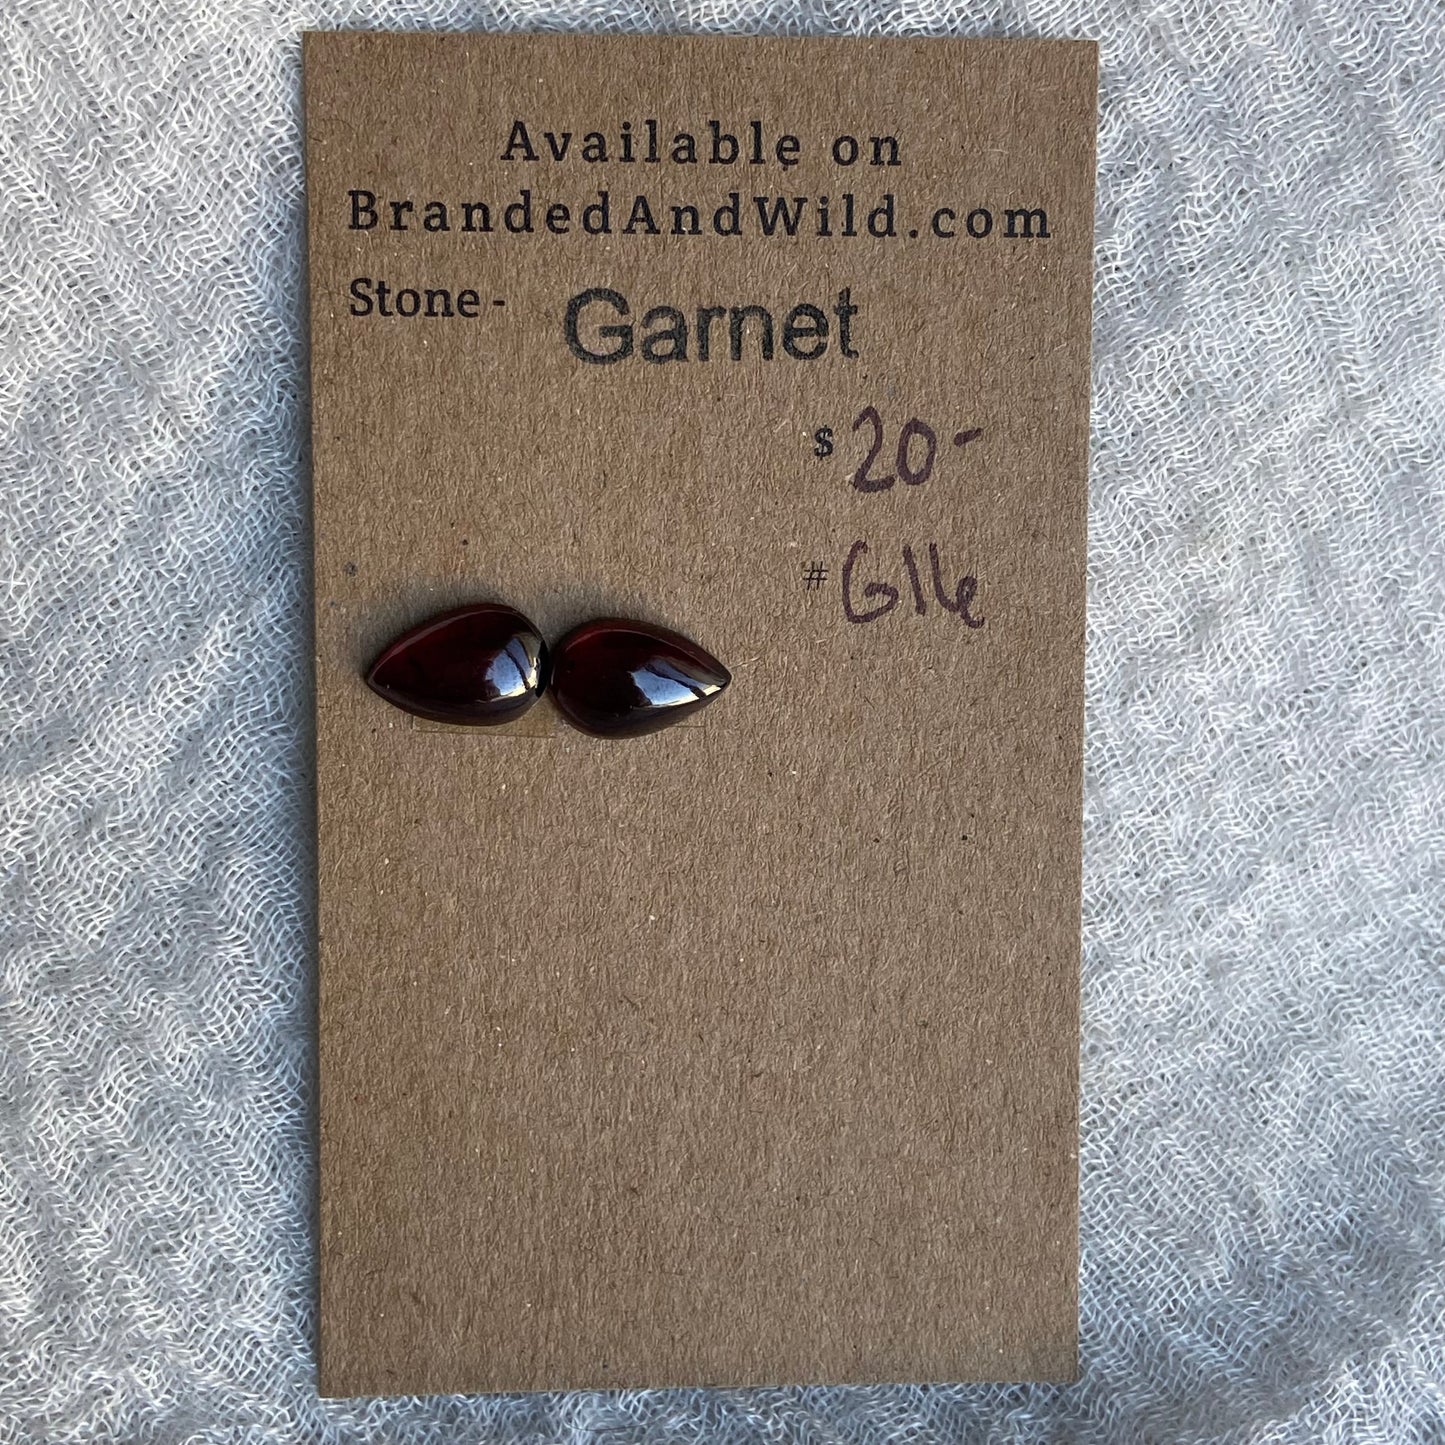 Available on
BrandedAndWild.com
Stone - Garnet
$ 20-
# G16